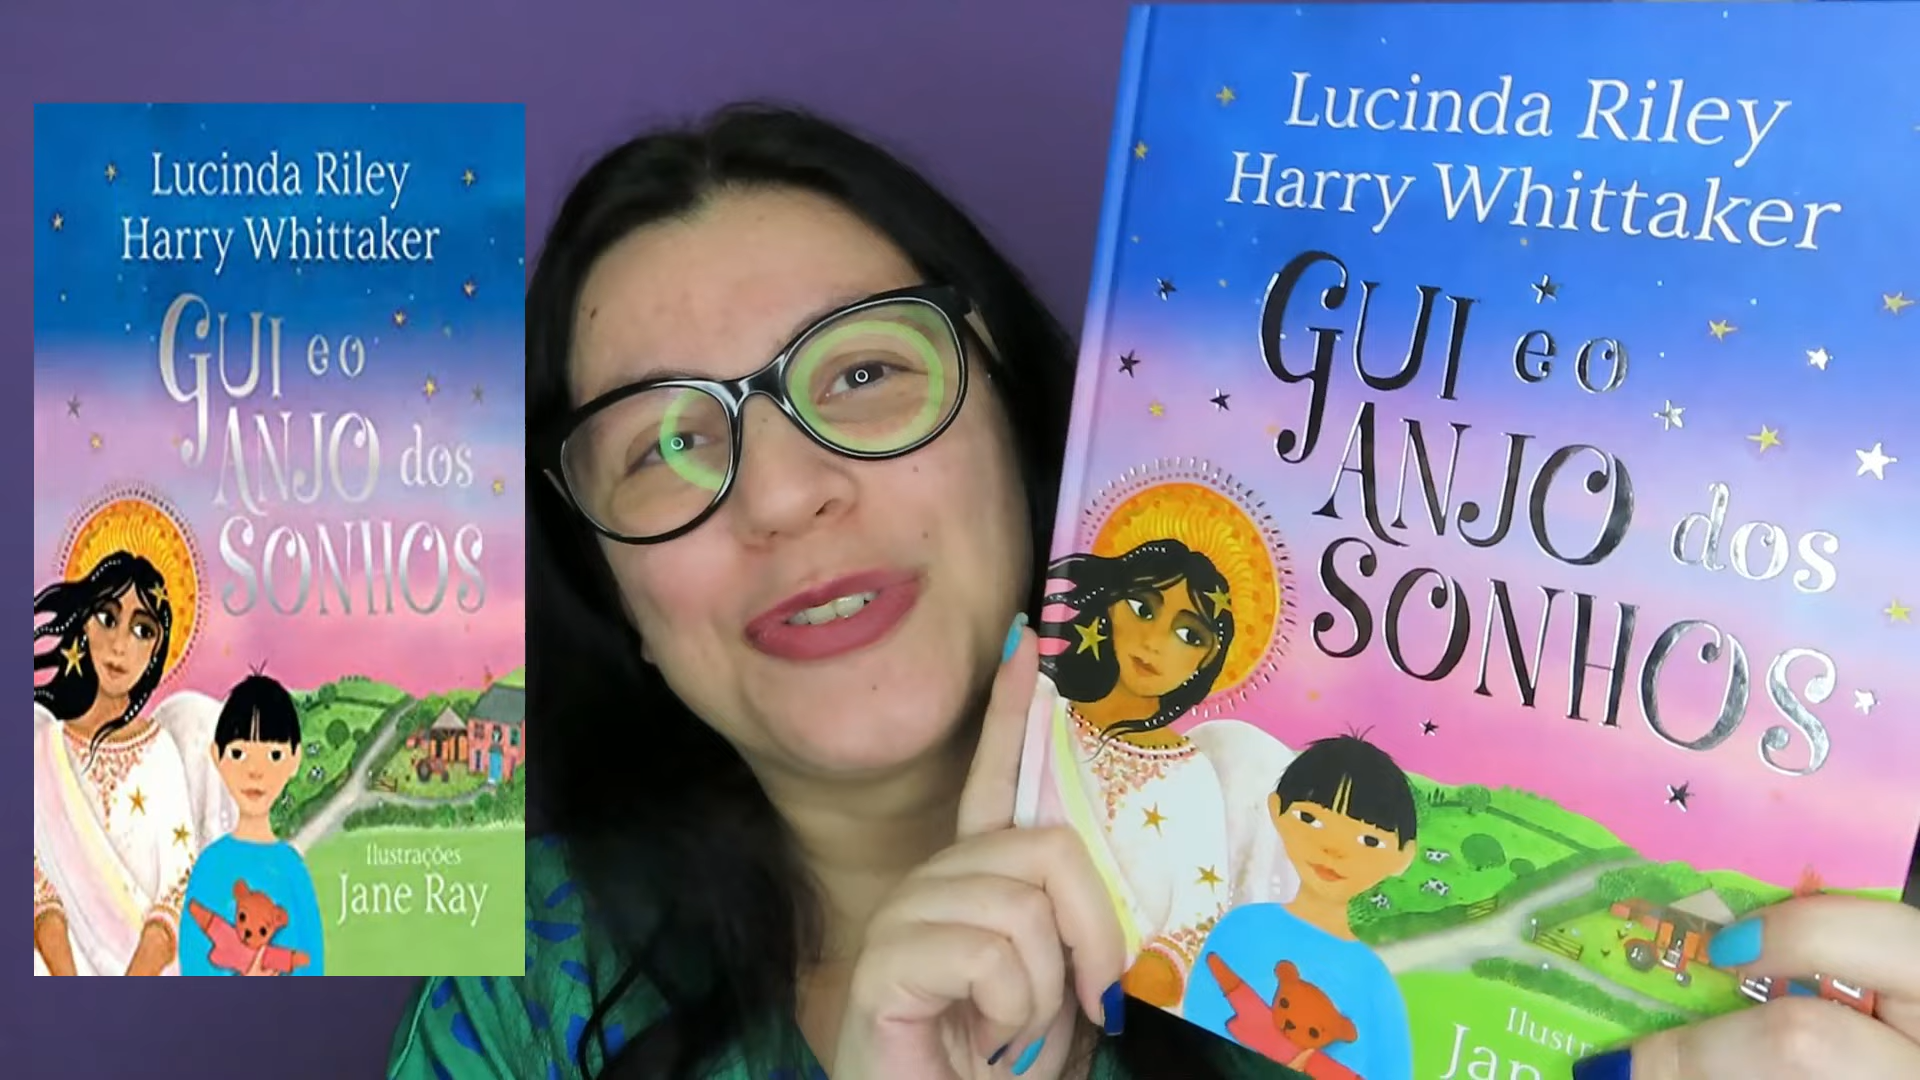 Lucinda Riley
Harry Whittaker
GUI e o
ANJO dos
SONHOS
Ilustrações
Jane Ray
Lucinda Riley
Harry Whittaker
GUI e o
ANJO dos
SONHOS